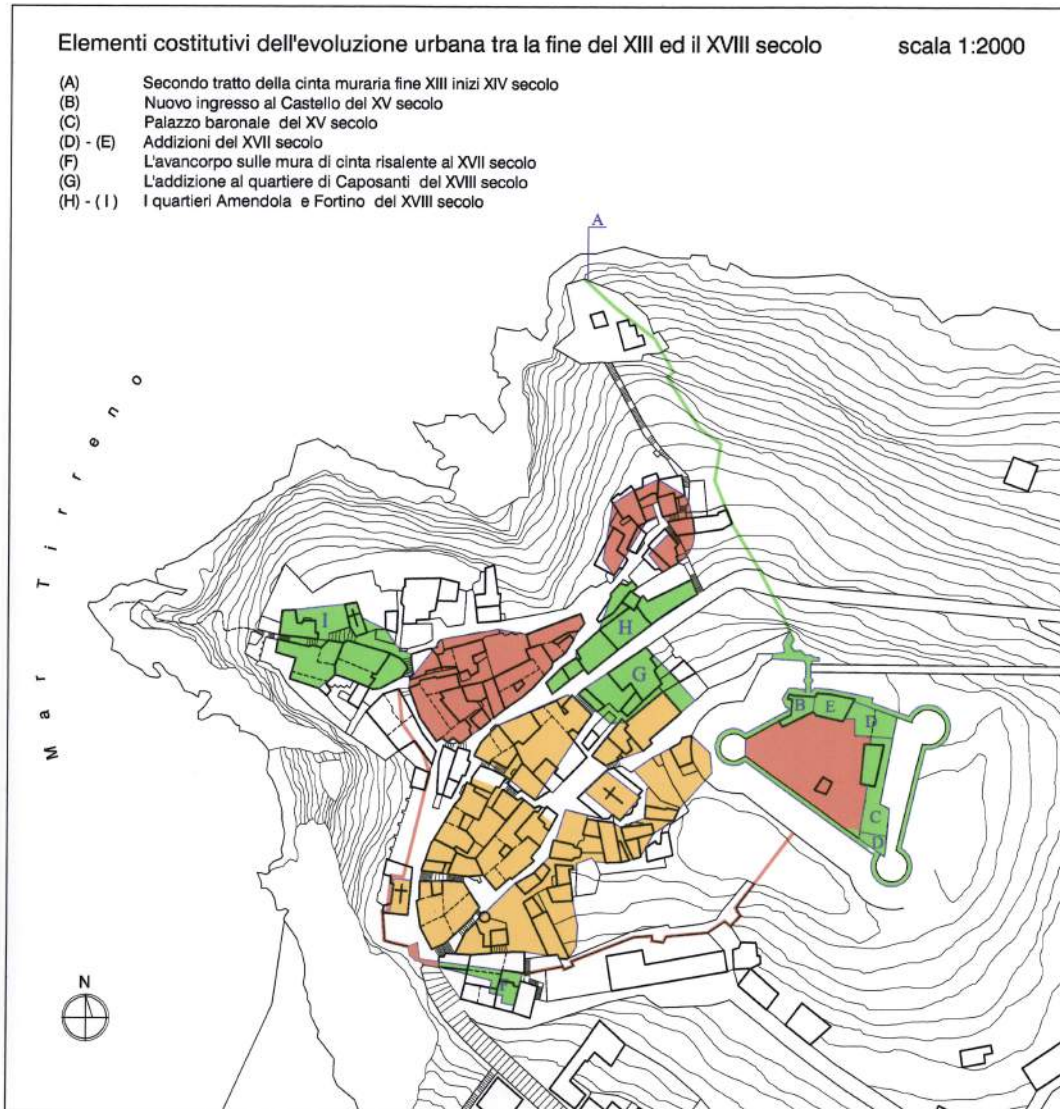 Elementi costitutivi dell'evoluzione urbana tra la fine del XIII ed il XVIII secolo scala 1:2000
(A) Secondo tratto della cinta muraria fine XIII inizi XIV secolo
(B) Nuovo ingresso al Castello del XV secolo
(C) Palazzo baronale del XV secolo
(D) - (E) Addizioni del XVII secolo
(F) L'avancorpo sulle mura di cinta risalente al XVII secolo
(G) L'addizione al quartiere di Caposanti del XVIII secolo
(H) - ( I ) I quartieri Amendola e Fortino del XVIII secolo
A
Mar Tirreno
I
H
G
B
E
D
C
D
F
N